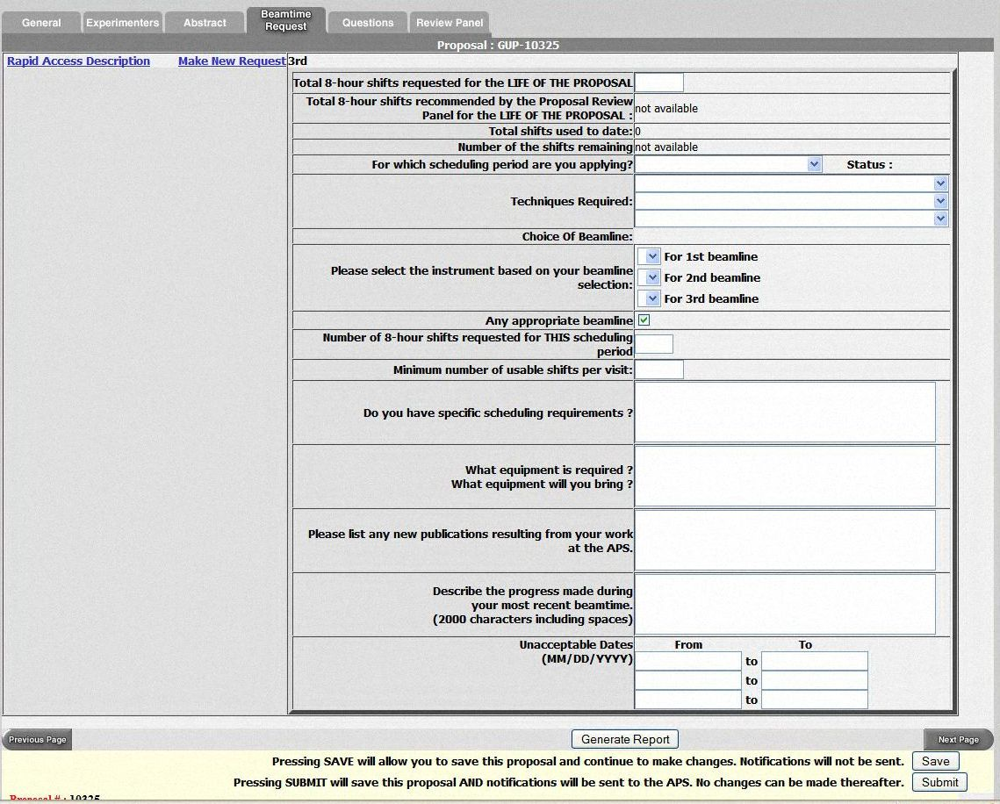 General Experimenters Abstract Beamtime Request Questions Review Panel
Proposal : GUP-10325
Rapid Access Description Make New Request 3rd
Total 8-hour shifts requested for the LIFE OF THE PROPOSAL
Total 8-hour shifts recommended by the Proposal Review
Panel for the LIFE OF THE PROPOSAL : not available
Total shifts used to date: 0
Number of the shifts remaining not available
For which scheduling period are you applying? Status :
Techniques Required:
Choice Of Beamline:
Please select the instrument based on your beamline
selection:
For 1st beamline
For 2nd beamline
For 3rd beamline
Any appropriate beamline
Number of 8-hour shifts requested for THIS scheduling
period
Minimum number of usable shifts per visit:
Do you have specific scheduling requirements ?
What equipment is required ?
What equipment will you bring ?
Please list any new publications resulting from your work
at the APS.
Describe the progress made during
your most recent beamtime.
(2000 characters including spaces)
Unacceptable Dates From To
(MM/DD/YYYY) to
to
to
Previous Page Generate Report Next Page
Pressing SAVE will allow you to save this proposal and continue to make changes. Notifications will not be sent. Save
Pressing SUBMIT will save this proposal AND notifications will be sent to the APS. No changes can be made thereafter. Submit
Proposal # : 10325